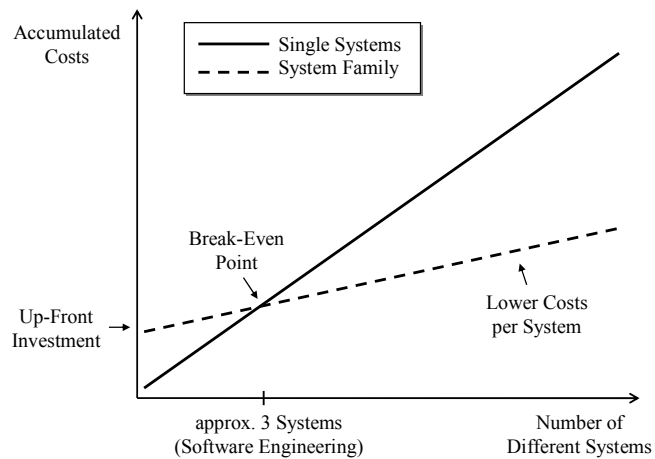 Accumulated
Costs
Single Systems
System Family
Break-Even
Point
Up-Front
Investment
Lower Costs
per System
approx. 3 Systems
(Software Engineering)
Number of
Different Systems